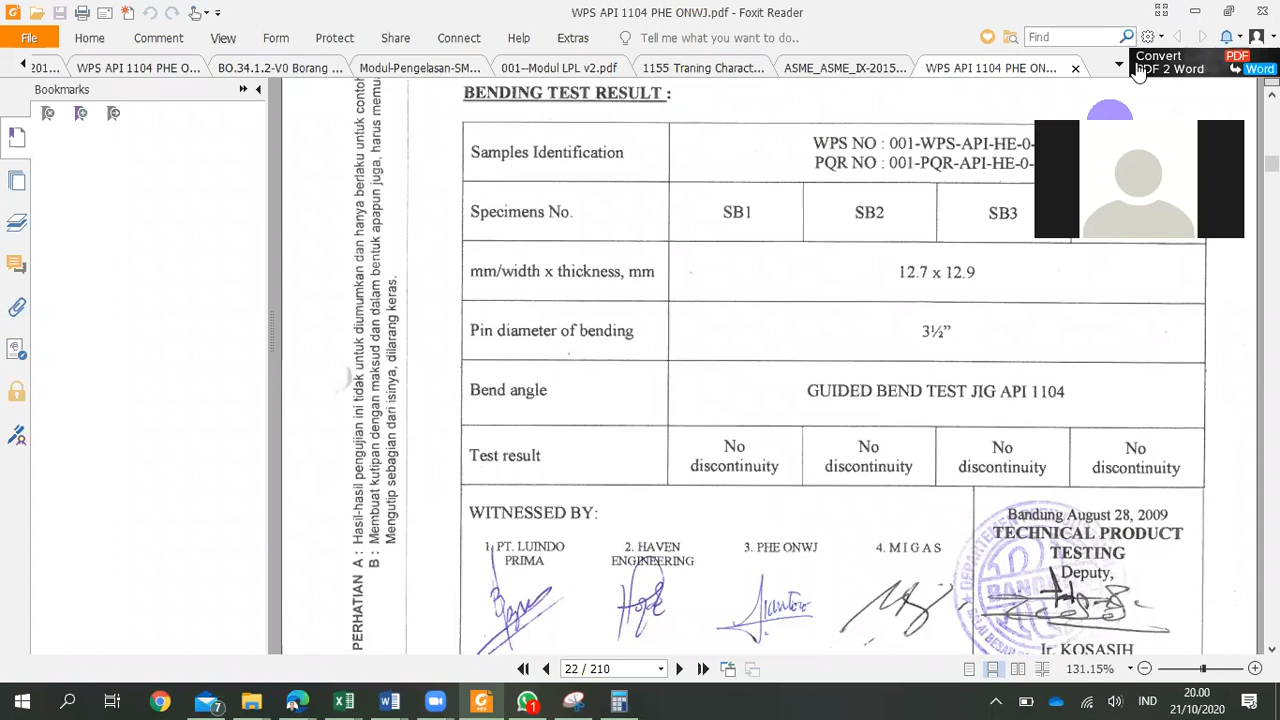 WPS API 1104 PHE ONWJ.pdf - Foxit Reader
WPS
File Home Comment View Form Protect Share Connect Help Extras Tell me what you want to do.. Find
201... WPS API 1104 PHE O... BO.34.1.2-VG Borang ... Modul-Pengelasan-SM... LPL_v2.pdf 1155 Traning Charact... ASME_ASME_IX-2015... WPS API 1104 PHE ON...
Convert
PDF 2 Word
PDF
Word
Bookmarks
BENDING TEST RESULT :
Samples Identification
WPS NO : 001-WPS-API-HE-0-
PQR NO : 001-PQR-API-HE-0-
Specimens No. SB1 SB2 SB3
mm/width x thickness, mm 12.7 x 12.9
Pin diameter of bending 3½”
Bend angle GUIDED BEND TEST JIG API 1104
Test result
No discontinuity
No discontinuity
No discontinuity
No discontinuity
WITNESSED BY:
1. PT. LUINDO
PRIMA
2. HAVEN
ENGINEERING
3. PHE ONWJ
4. M I G A S
Bandung August 28, 2009
TECHNICAL PRODUCT
TESTING
Deputy,
Ir. KOSASIH
PERHATIAN A : Hasil-hasil pengujian ini tidak untuk diumumkan dan hanya berlaku untuk contoh
B : Membuat kutipan dengan maksud dan dalam bentuk apapun juga, harus memu
Mengutip sebagian dari isinya, dilarang keras.
22 / 210
131.15%
7
1
IND
20.00
21/10/2020